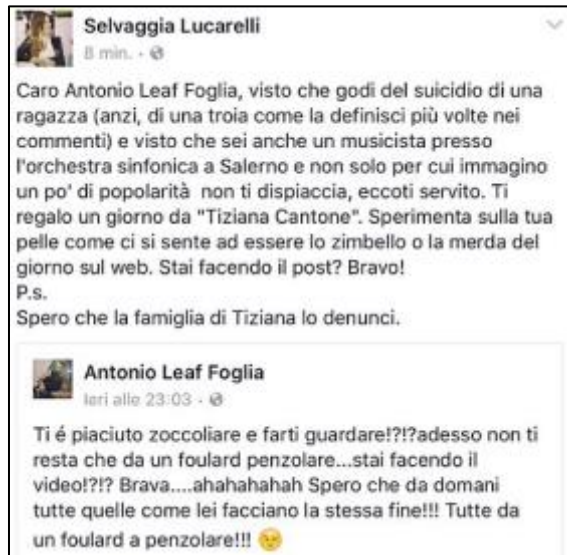 Selvaggia Lucarelli
8 min. ·
Caro Antonio Leaf Foglia, visto che godi del suicidio di una
ragazza (anzi, di una troia come la definisci più volte nei
commenti) e visto che sei anche un musicista presso
l'orchestra sinfonica a Salerno e non solo per cui immagino
un po' di popolarità non ti dispiaccia, eccoti servito. Ti
regalo un giorno da "Tiziana Cantone". Sperimenta sulla tua
pelle come ci si sente ad essere lo zimbello o la merda del
giorno sul web. Stai facendo il post? Bravo!
P.s.
Spero che la famiglia di Tiziana lo denunci.
Antonio Leaf Foglia
Ieri alle 23:03 ·
Ti é piaciuto zoccoliare e farti guardare!?!?adesso non ti
resta che da un foulard penzolare...stai facendo il
video!?!? Brava....ahahahahah Spero che da domani
tutte quelle come lei facciano la stessa fine!!! Tutte da
un foulard a penzolare!!!